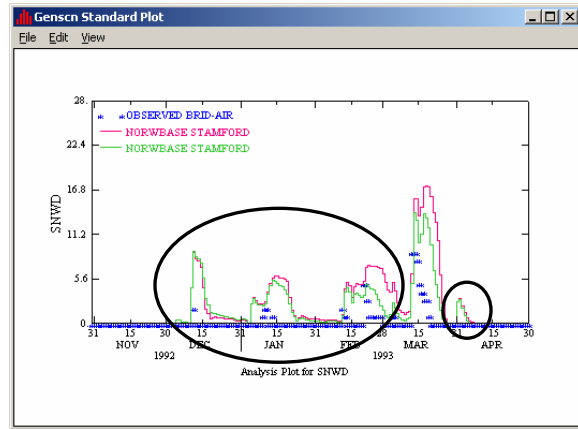 Genscn Standard Plot
File Edit View
28.
22.4
16.8
11.2
5.6
0.
SNWD
OBSERVED BRID-AIR
NORWBASE STAMFORD
NORWBASE STAMFORD
31 15 30 15 31 15 31 15 28 15 31 15 30
NOV DEC JAN FEB MAR APR
1992 1993
Analysis Plot for SNWD